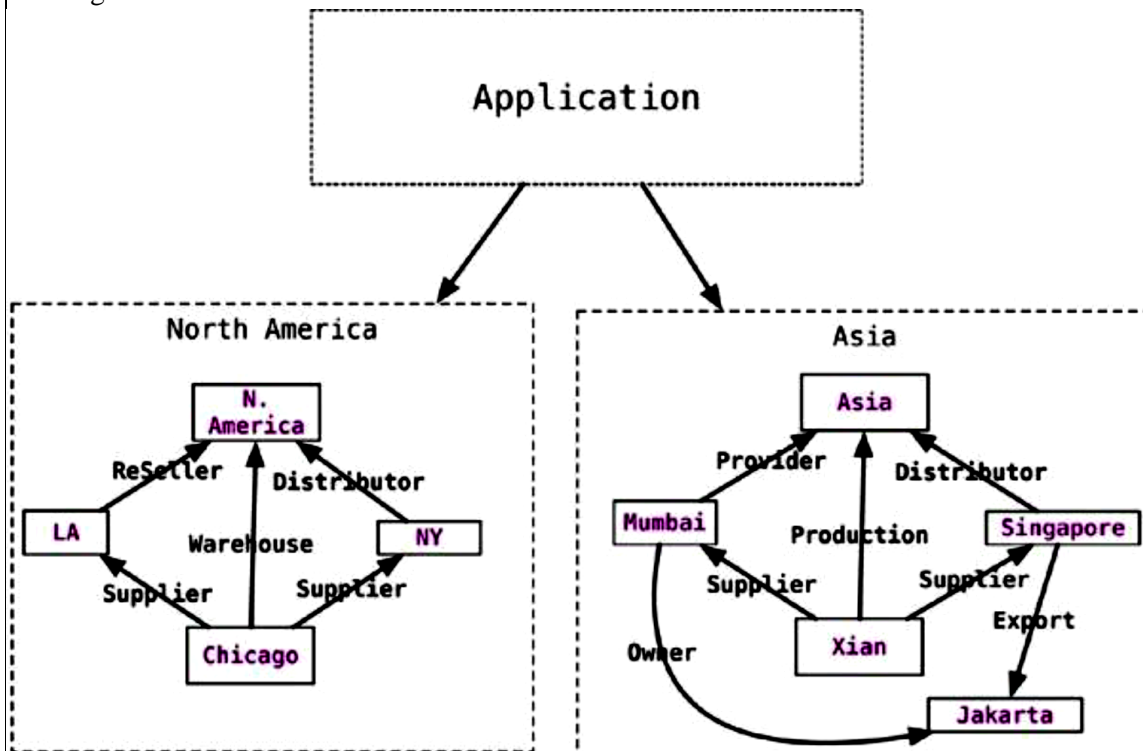 Application
North America
N.
America
ReSeller
Distributor
LA
Warehouse
NY
Supplier
Supplier
Chicago
Asia
Asia
Provider
Distributor
Mumbai
Production
Singapore
Supplier
Supplier
Export
Owner
Xian
Jakarta